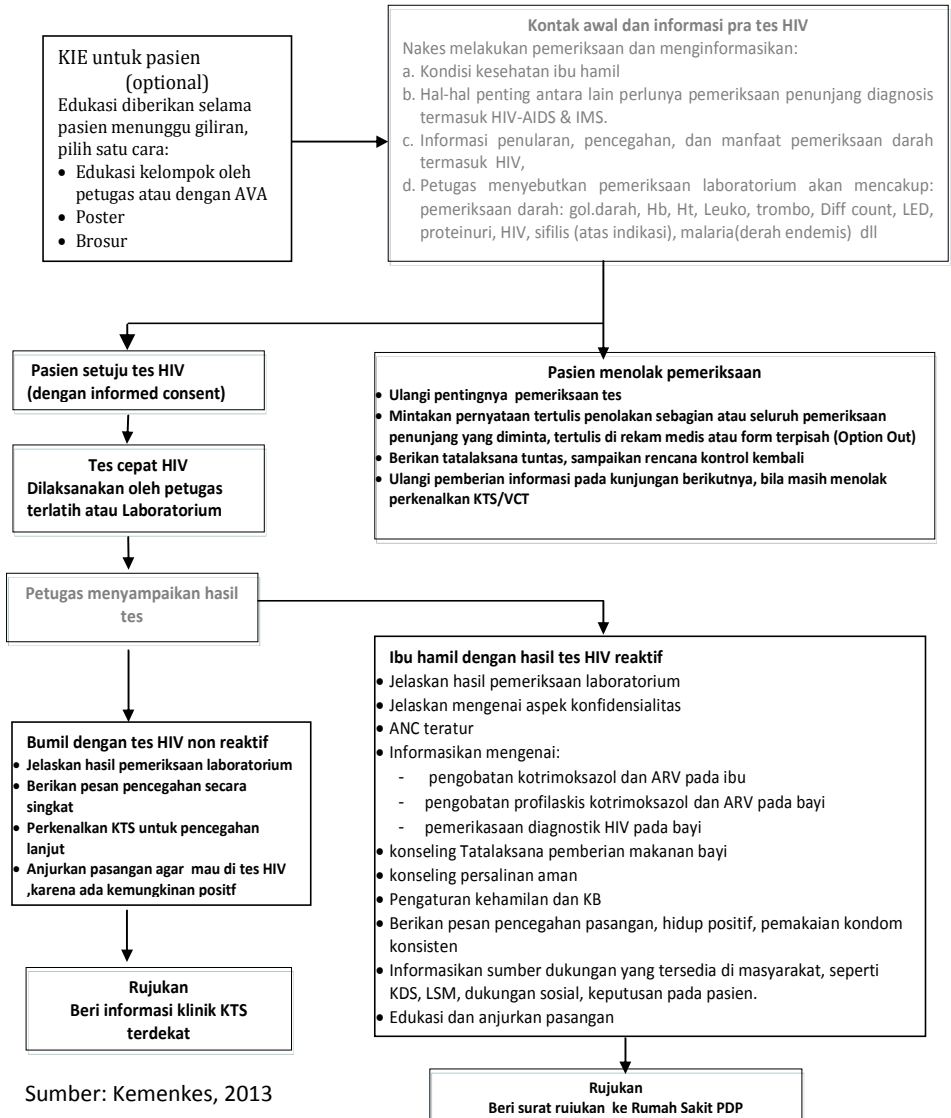 KIE untuk pasien
(optional)
Edukasi diberikan selama
pasien menunggu giliran,
pilih satu cara:
• Edukasi kelompok oleh
petugas atau dengan AVA
• Poster
• Brosur
Kontak awal dan informasi pra tes HIV
Nakes melakukan pemeriksaan dan menginformasikan:
a. Kondisi kesehatan ibu hamil
b. Hal-hal penting antara lain perlunya pemeriksaan penunjang diagnosis
termasuk HIV-AIDS & IMS.
c. Informasi penularan, pencegahan, dan manfaat pemeriksaan darah
termasuk HIV,
d. Petugas menyebutkan pemeriksaan laboratorium akan mencakup:
pemeriksaan darah: gol.darah, Hb, Ht, Leuko, trombo, Diff count, LED,
proteinuri, HIV, sifilis (atas indikasi), malaria(derah endemis) dll
Pasien setuju tes HIV
(dengan informed consent)
Tes cepat HIV
Dilaksanakan oleh petugas
terlatih atau Laboratorium
Pasien menolak pemeriksaan
• Ulangi pentingnya pemeriksaan tes
• Mintakan pernyataan tertulis penolakan sebagian atau seluruh pemeriksaan
penunjang yang diminta, tertulis di rekam medis atau form terpisah (Option Out)
• Berikan tatalaksana tuntas, sampaikan rencana kontrol kembali
• Ulangi pemberian informasi pada kunjungan berikutnya, bila masih menolak
perkenalkan KTS/VCT
Petugas menyampaikan hasil
tes
Bumil dengan tes HIV non reaktif
• Jelaskan hasil pemeriksaan laboratorium
• Berikan pesan pencegahan secara
singkat
• Perkenalkan KTS untuk pencegahan
lanjut
• Anjurkan pasangan agar mau di tes HIV
,karena ada kemungkinan positf
Rujukan
Beri informasi klinik KTS
terdekat
Ibu hamil dengan hasil tes HIV reaktif
• Jelaskan hasil pemeriksaan laboratorium
• Jelaskan mengenai aspek konfidensialitas
• ANC teratur
• Informasikan mengenai:
- pengobatan kotrimoksazol dan ARV pada ibu
- pengobatan profilaskis kotrimoksazol dan ARV pada bayi
- pemerikasaan diagnostik HIV pada bayi
• konseling Tatalaksana pemberian makanan bayi
• konseling persalinan aman
• Pengaturan kehamilan dan KB
• Berikan pesan pencegahan pasangan, hidup positif, pemakaian kondom
konsisten
• Informasikan sumber dukungan yang tersedia di masyarakat, seperti
KDS, LSM, dukungan sosial, keputusan pada pasien.
• Edukasi dan anjurkan pasangan
Rujukan
Beri surat rujukan ke Rumah Sakit PDP
Sumber: Kemenkes, 2013